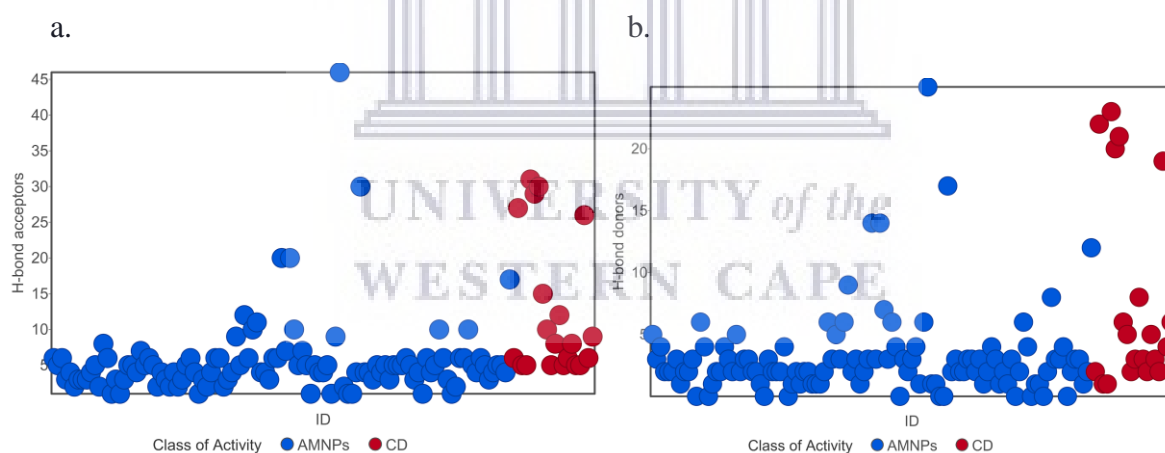 a.
b.
45
40
35
30
25
20
15
10
5
H-bond acceptors
ID
Class of Activity AMNPs CD
20
15
10
5
H-bond donors
ID
Class of Activity AMNPs CD
UNIVERSITY of the
WESTERN CAPE